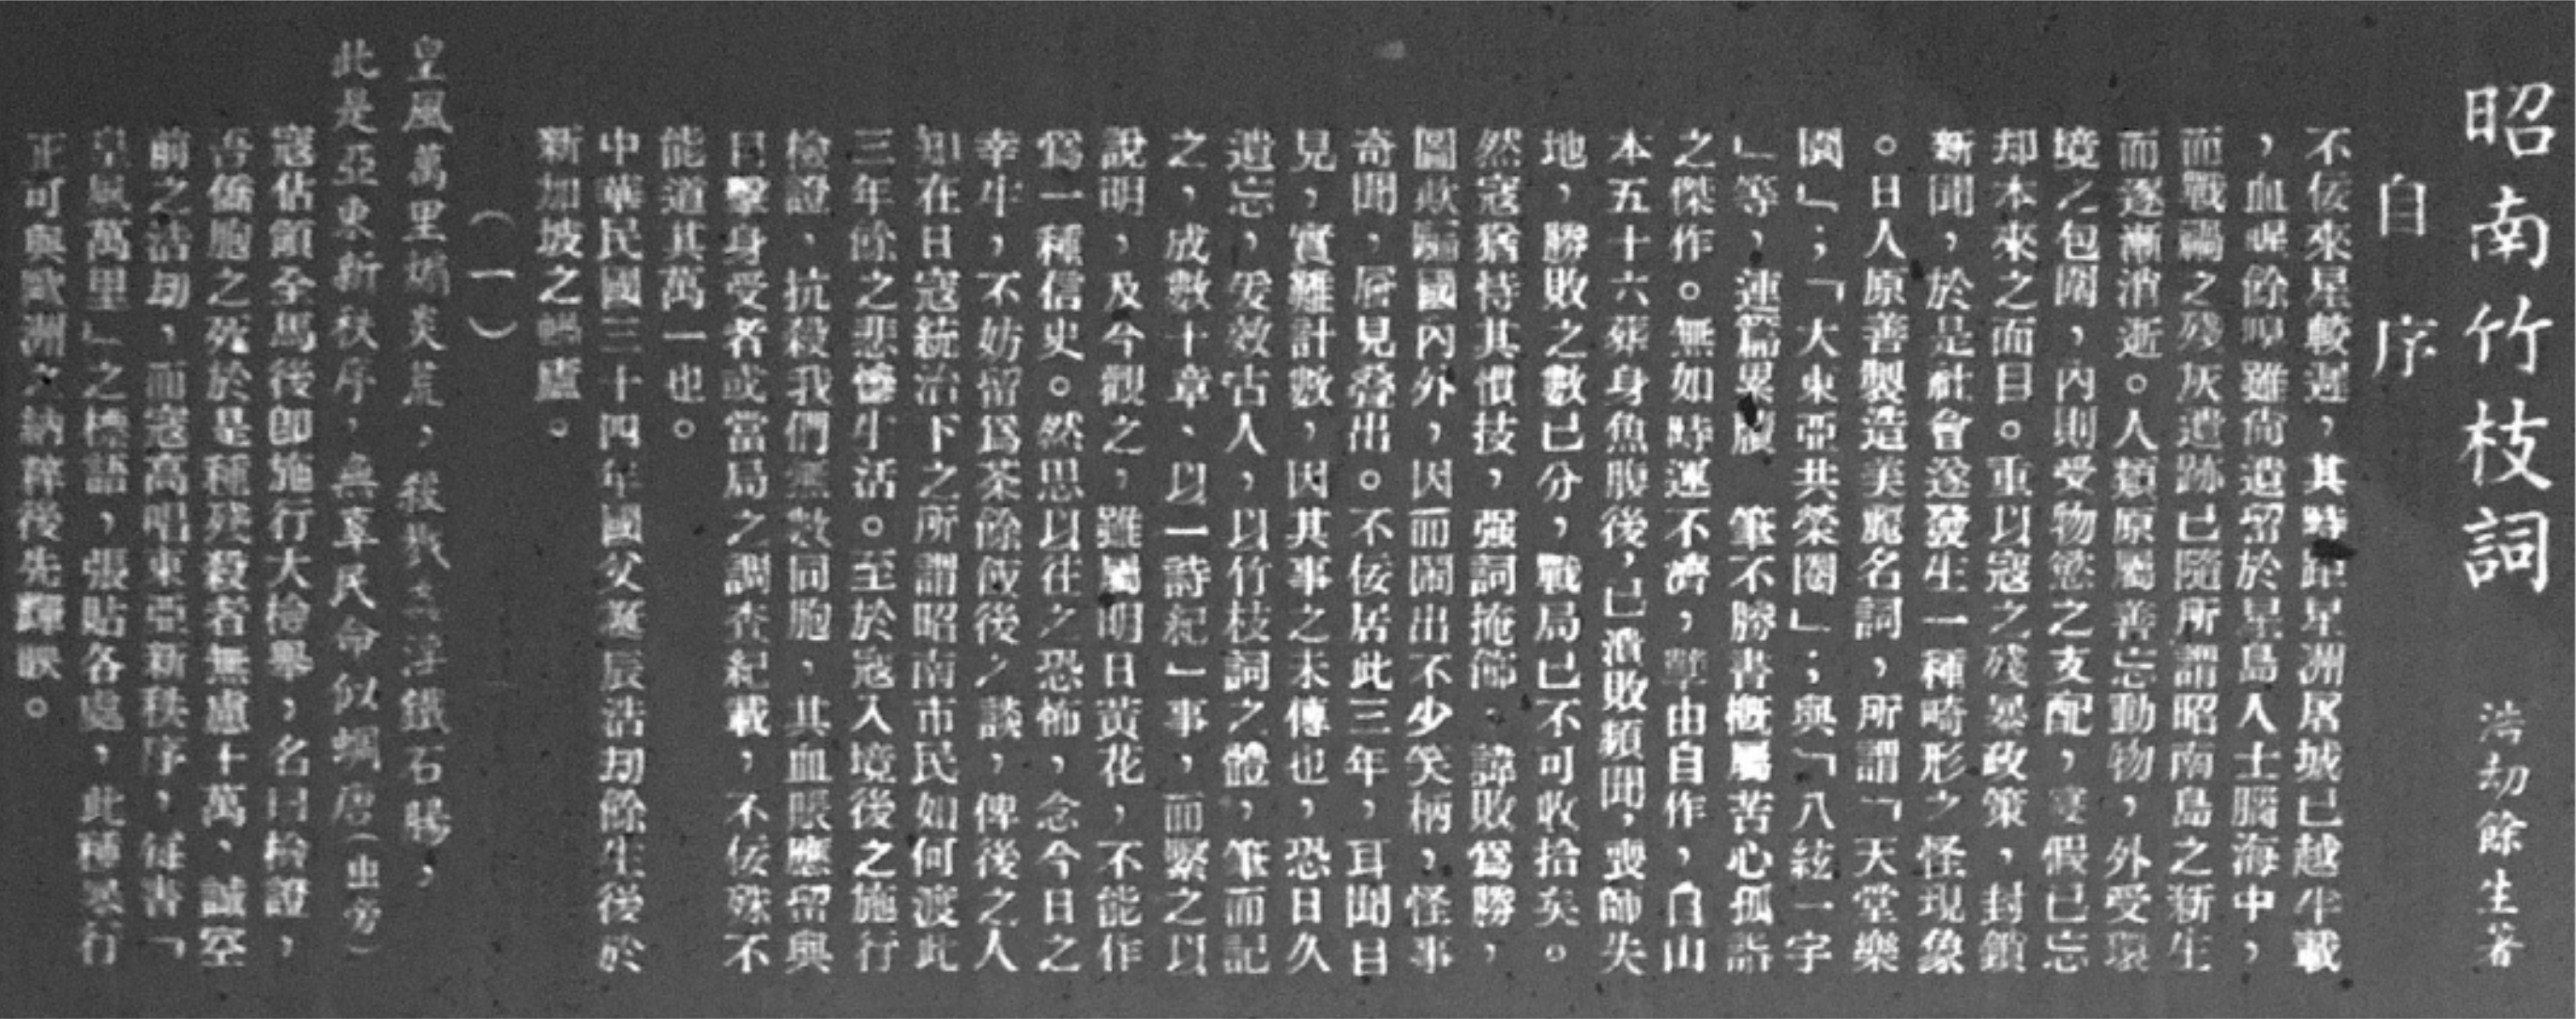 昭南竹枝詞　浩劫餘生著
自序
不佞來星較遲，其時距星洲屠城已越半載
，血腥餘味雖尙遺留於星島人士腦海中，
而戰禍之殘灰遺跡已隨所謂昭南島之新生
而逐漸消逝。人類原屬善忘動物，外受環
境之包圍，內則受物慾之支配，寖假已忘
却本來之面目。重以寇之殘暴政策，封鎖
新聞，於是社會遂發生一種畸形之怪現象
。日人原善製造美麗名詞，所謂「天堂樂
園」；「大東亞共榮圈」；與「八紘一宇
」等，連篇累牘　筆不勝書槪屬苦心孤詣
之傑作。無如時運不濟，孼由自作，自山
本五十六葬身魚腹後，已潰敗頻聞，喪師失
地，勝敗之數已分，戰局已不可收拾矣。
然寇猶恃其慣技，强詞掩飾、諱敗爲勝，
圖欺騙國內外，因而鬧出不少笑柄，怪事
奇聞，層見叠出。不佞居此三年，耳聞目
見，實難計數，因其事之未傳也，恐日久
遺忘，爰效古人，以竹枝詞之體，筆而記
之，成數十章、以一詩紀」事，而繫之以
說明，及今觀之，雖屬明日黃花，不能作
爲一種信史。然思以往之恐怖，念今日之
幸生，不妨留爲茶餘飯後之談，俾後之人
知在日寇統治下之所謂昭南市民如何渡此
三年餘之悲慘生活。至於寇入境後之施行
檢證，抗殺我們無數同胞，其血賬應留與
目擊身受者或當局之調查紀載，不佞殊不
能道其萬一也。
中華民國三十四年國父誕辰浩劫餘生後於
新加坡之蝸廬。
（一）
皇風萬里煽炎荒，殺戮　淫鐵石腸，
此是亞東新秩序，無辜民命似蜩螗（虫旁）
寇佔領全馬後卽施行大檢舉，名曰檢證，
吾僑胞之死於是種殘殺者無慮十萬、誠空
前之浩劫，而寇高唱東亞新秩序，每書「
皇風萬里」之標語，張貼各處，此種暴行
正可與歐洲之納粹後先輝映。